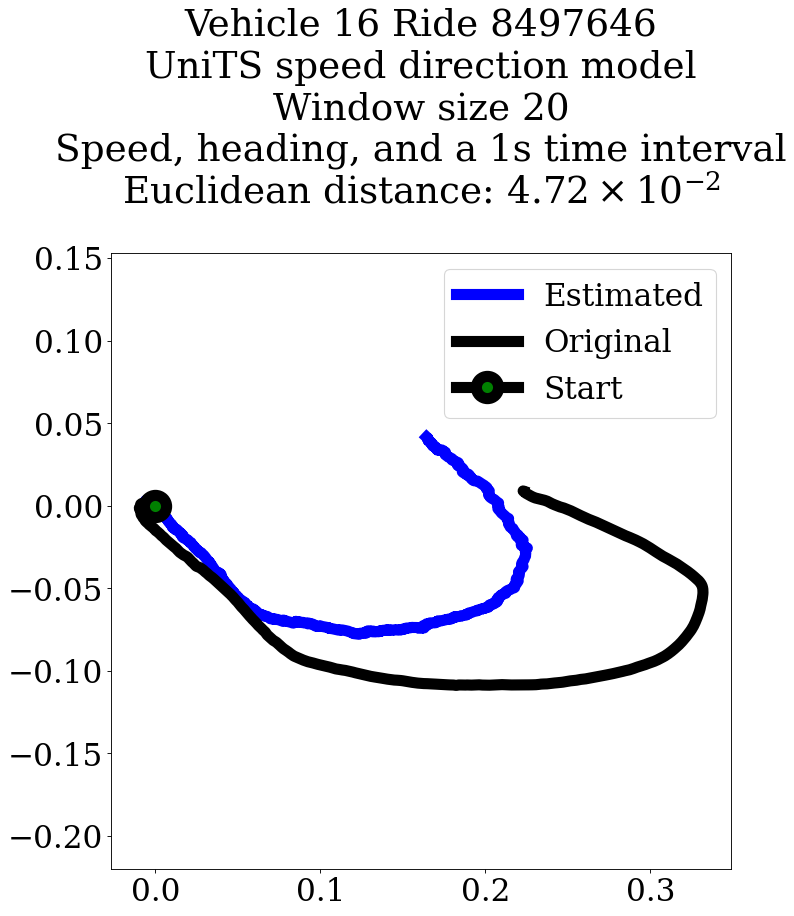 Vehicle 16 Ride 8497646
UniTS speed direction model
Window size 20
Speed, heading, and a 1s time interval
Euclidean distance: 4.72 × 10⁻²
Estimated
Original
Start
0.15
0.10
0.05
0.00
−0.05
−0.10
−0.15
−0.20
0.0 0.1 0.2 0.3